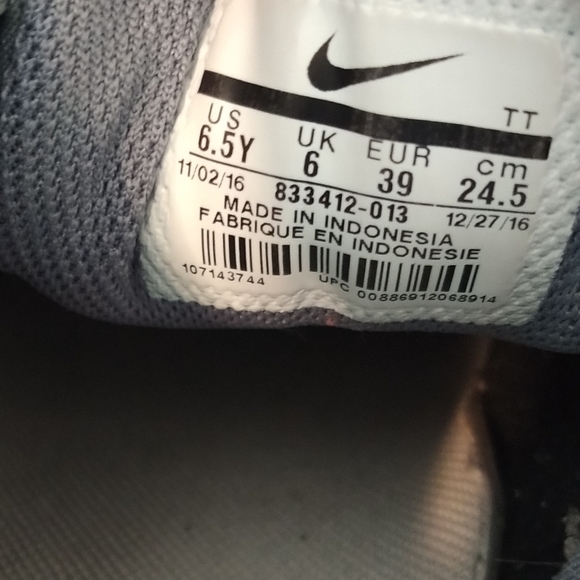 TT
US UK EUR cm
6.5Y 6 39 24.5
11/02/16 833412-013 12/27/16
MADE IN INDONESIA
FABRIQUE EN INDONESIE
107143744 UPC 00886912068914